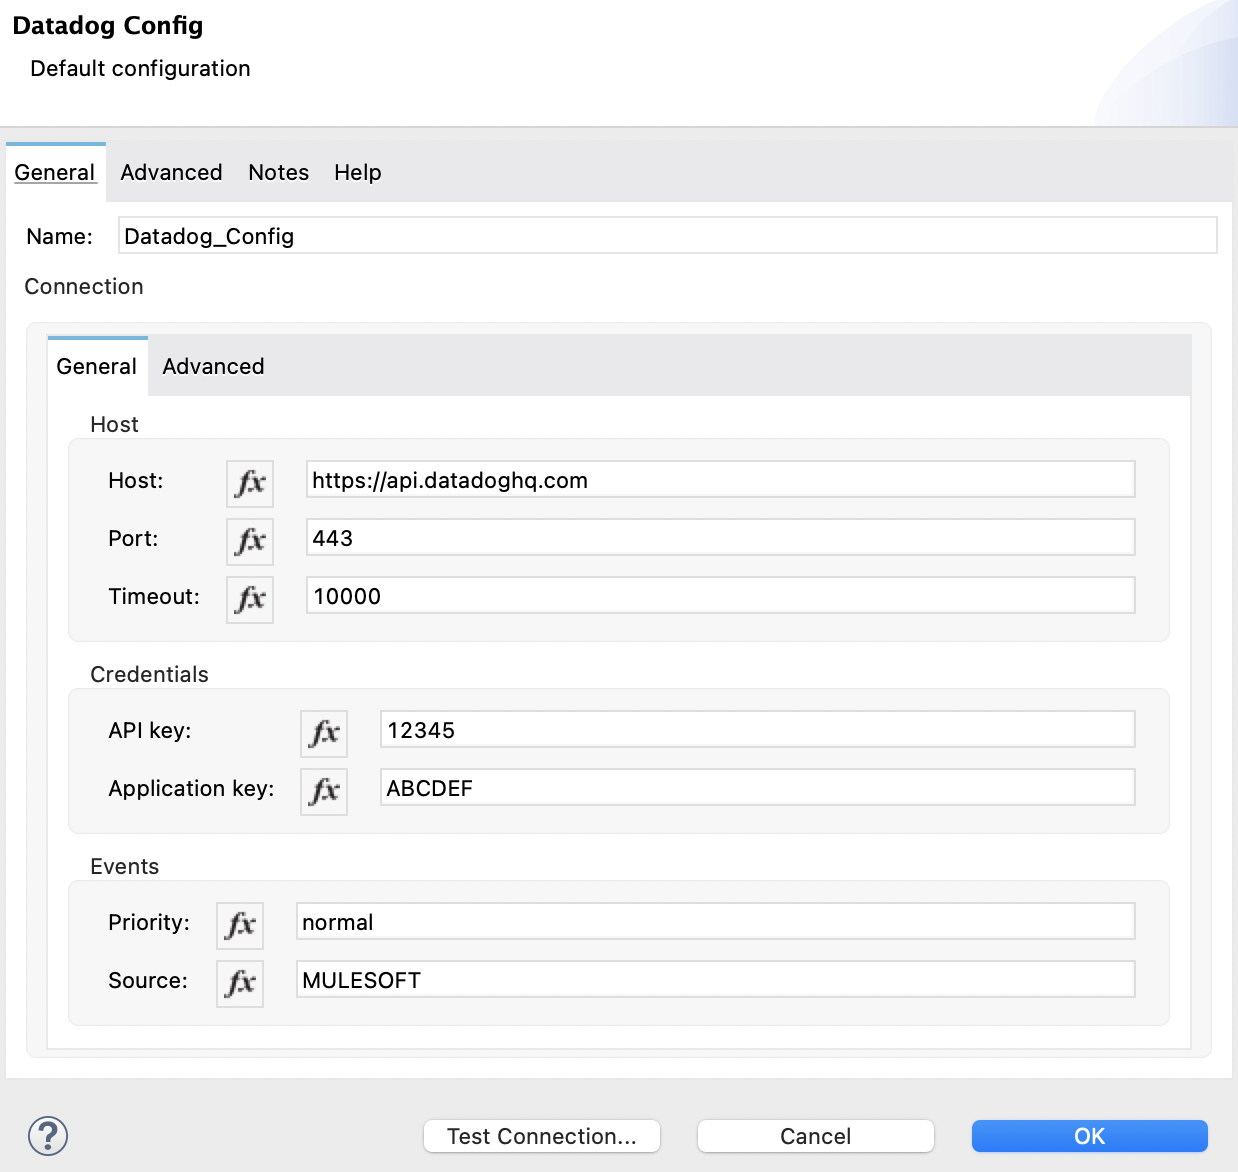 Datadog Config
Default configuration
General Advanced Notes Help
Name: Datadog_Config
Connection
General Advanced
Host
Host: fx https://api.datadoghq.com
Port: fx 443
Timeout: fx 10000
Credentials
API key: fx 12345
Application key: fx ABCDEF
Events
Priority: fx normal
Source: fx MULESOFT
? Test Connection... Cancel OK